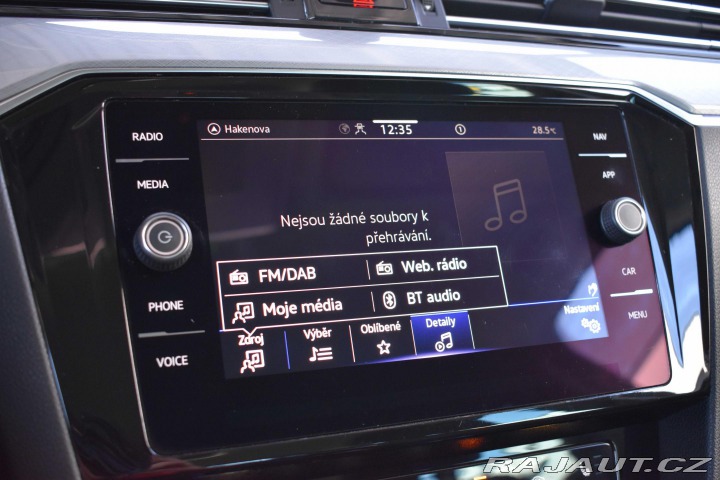 RADIO
MEDIA
PHONE
VOICE
Hakenova
12:35
1
28.5°C
Nejsou žádné soubory k
přehrávání.
FM/DAB
Web. rádio
Moje média
BT audio
Zdroj
Výběr
Oblíbené
Detaily
Nastavení
NAV
APP
CAR
MENU
RAJAUT.CZ